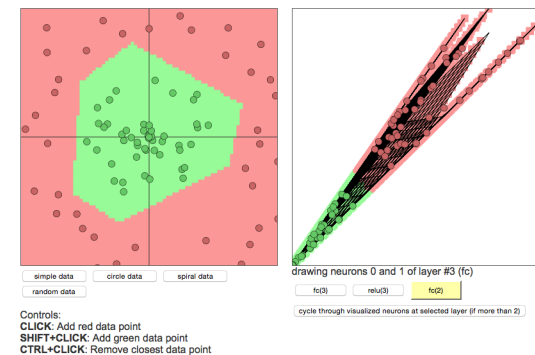 simple data
circle data
spiral data
random data
Controls:
CLICK: Add red data point
SHIFT+CLICK: Add green data point
CTRL+CLICK: Remove closest data point
drawing neurons 0 and 1 of layer #3 (fc)
fc(3)
relu(3)
fc(2)
cycle through visualized neurons at selected layer (if more than 2)